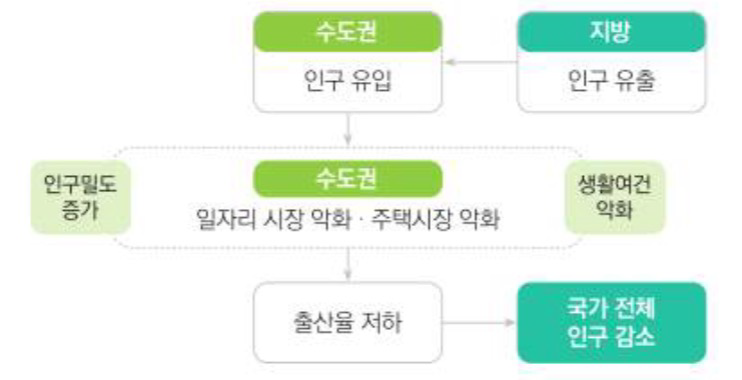 수도권
인구 유입
지방
인구 유출
인구밀도
증가
수도권
일자리 시장 악화 · 주택시장 악화
생활여건
악화
출산율 저하
국가 전체
인구 감소